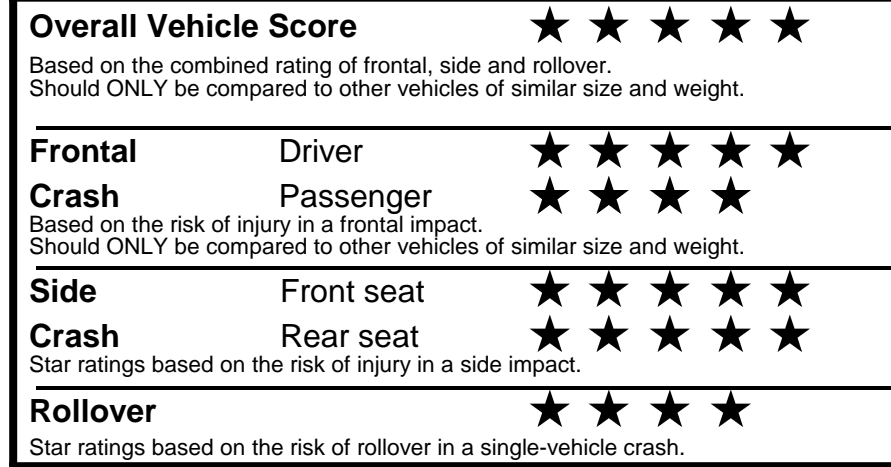 Overall Vehicle Score ★ ★ ★ ★ ★
Based on the combined rating of frontal, side and rollover.
Should ONLY be compared to other vehicles of similar size and weight.
Frontal Driver ★ ★ ★ ★ ★
Crash Passenger ★ ★ ★ ★
Based on the risk of injury in a frontal impact.
Should ONLY be compared to other vehicles of similar size and weight.
Side Front seat ★ ★ ★ ★ ★
Crash Rear seat ★ ★ ★ ★ ★
Star ratings based on the risk of injury in a side impact.
Rollover ★ ★ ★ ★
Star ratings based on the risk of rollover in a single-vehicle crash.